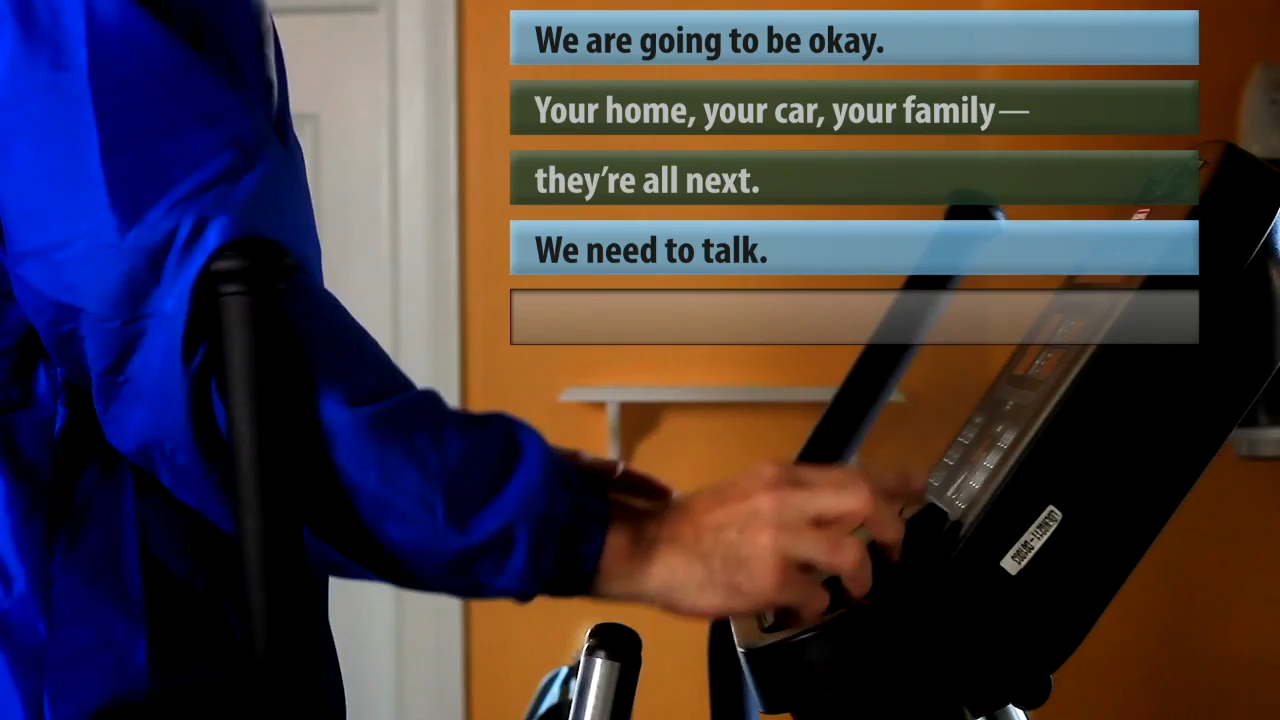 We are going to be okay.
Your home, your car, your family—
they're all next.
We need to talk.